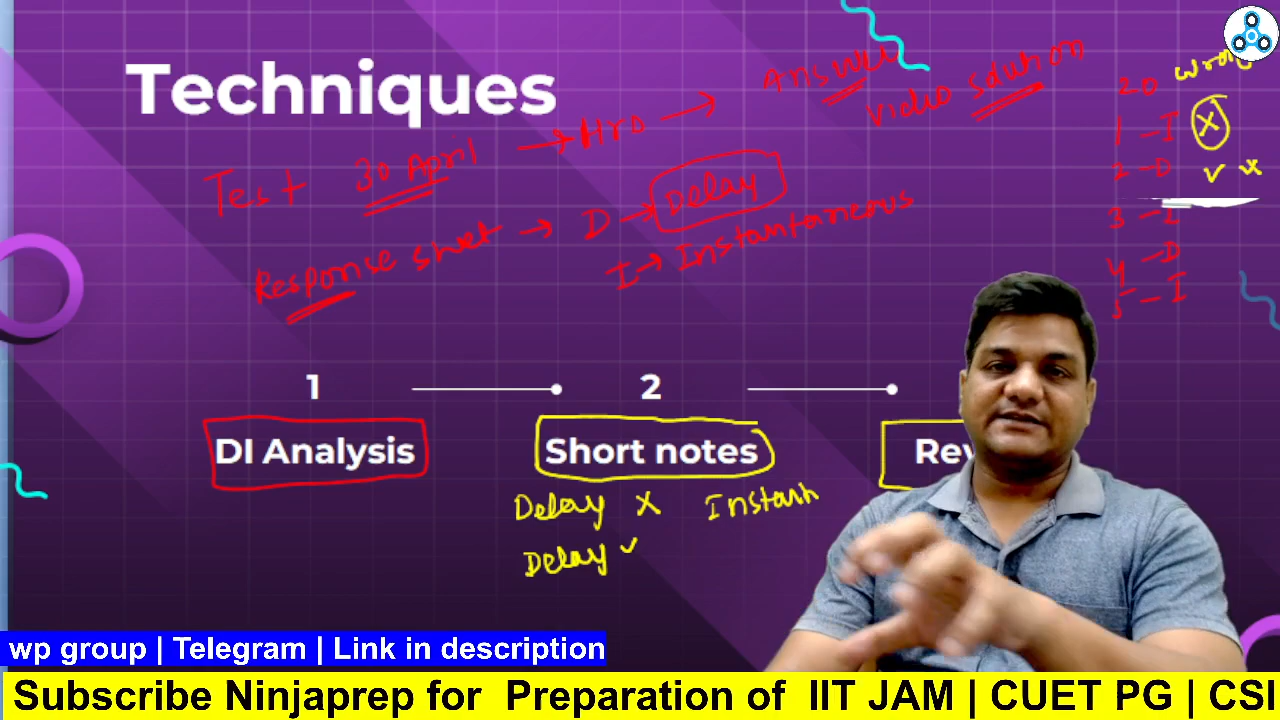 Techniques
Test 30 April → Hro → Answer
Video solution
Response sheet → D → Delay
I → Instantaneous
20 wrong
1 - I X
2 - D ✓ x
3 - I
4 - D
5 - I
1
2
DI Analysis
Short notes
Rev
Delay x Instant
Delay ✓
wp group | Telegram | Link in description
Subscribe Ninjaprep for Preparation of IIT JAM | CUET PG | CSI